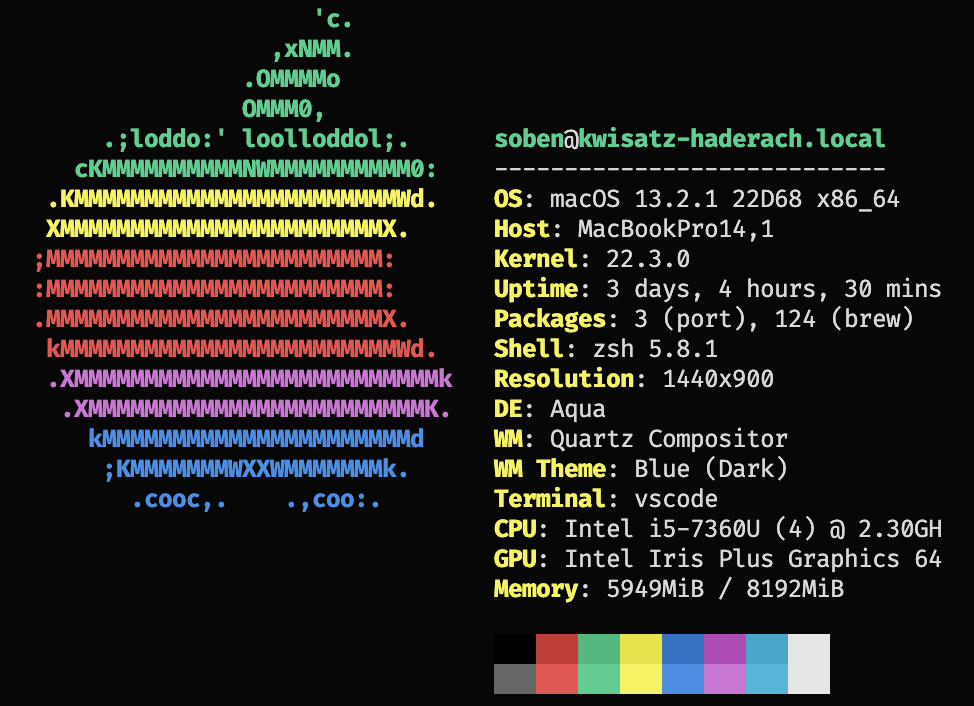 'c.
                 ,xNMM.
               .OMMMMo
               OMMM0,
     .;loddo:' loolloddol;.
   cKMMMMMMMMMMNWMMMMMMMMMM0:
 .KMMMMMMMMMMMMMMMMMMMMMMMWd.
 XMMMMMMMMMMMMMMMMMMMMMMMX.
;MMMMMMMMMMMMMMMMMMMMMMMM:
:MMMMMMMMMMMMMMMMMMMMMMMM:
.MMMMMMMMMMMMMMMMMMMMMMMMX.
 kMMMMMMMMMMMMMMMMMMMMMMMMWd.
 .XMMMMMMMMMMMMMMMMMMMMMMMMMMk
  .XMMMMMMMMMMMMMMMMMMMMMMMMK.
    kMMMMMMMMMMMMMMMMMMMMMMd
     ;KMMMMMMMWXXWMMMMMMMk.
       .cooc,.    .,coo:.
soben@kwisatz-haderach.local
----------------------------
OS: macOS 13.2.1 22D68 x86_64
Host: MacBookPro14,1
Kernel: 22.3.0
Uptime: 3 days, 4 hours, 30 mins
Packages: 3 (port), 124 (brew)
Shell: zsh 5.8.1
Resolution: 1440x900
DE: Aqua
WM: Quartz Compositor
WM Theme: Blue (Dark)
Terminal: vscode
CPU: Intel i5-7360U (4) @ 2.30GH
GPU: Intel Iris Plus Graphics 64
Memory: 5949MiB / 8192MiB